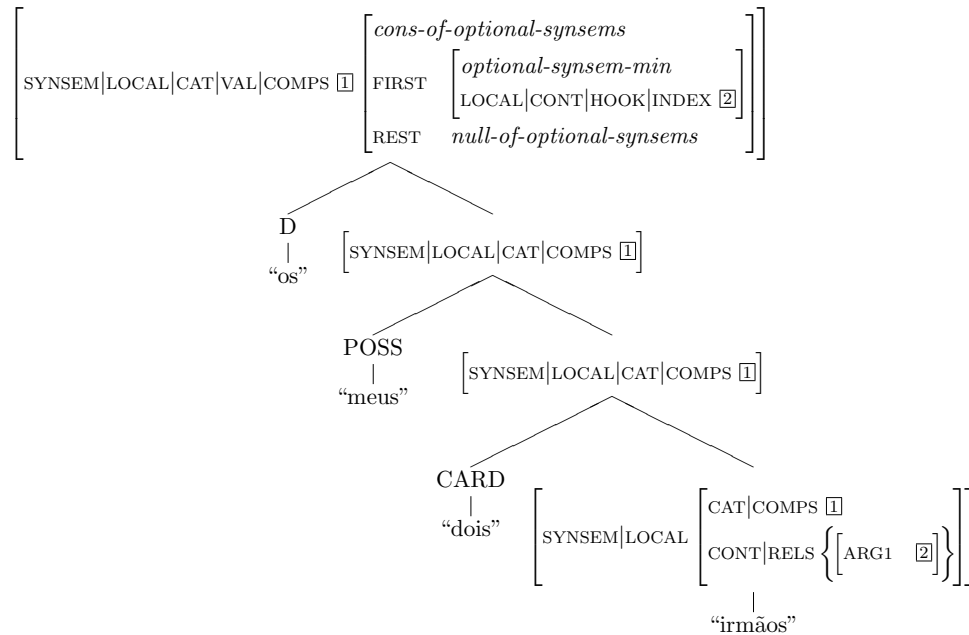 cons-of-optional-synsems
SYNSEM|LOCAL|CAT|VAL|COMPS 1
FIRST
optional-synsem-min
LOCAL|CONT|HOOK|INDEX 2
REST null-of-optional-synsems
D
“os”
[SYNSEM|LOCAL|CAT|COMPS 1]
POSS
“meus”
[SYNSEM|LOCAL|CAT|COMPS 1]
CARD
“dois”
SYNSEM|LOCAL
CAT|COMPS 1
CONT|RELS {[ARG1 2]}
“irmãos”